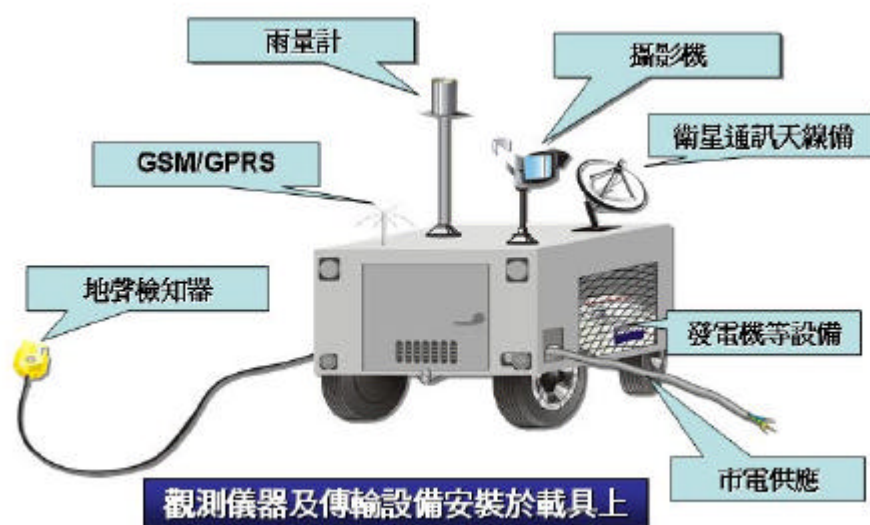 雨量計
攝影機
衛星通訊天線備
GSM/GPRS
地聲檢知器
發電機等設備
市電供應
觀測儀器及傳輸設備安裝於載具上